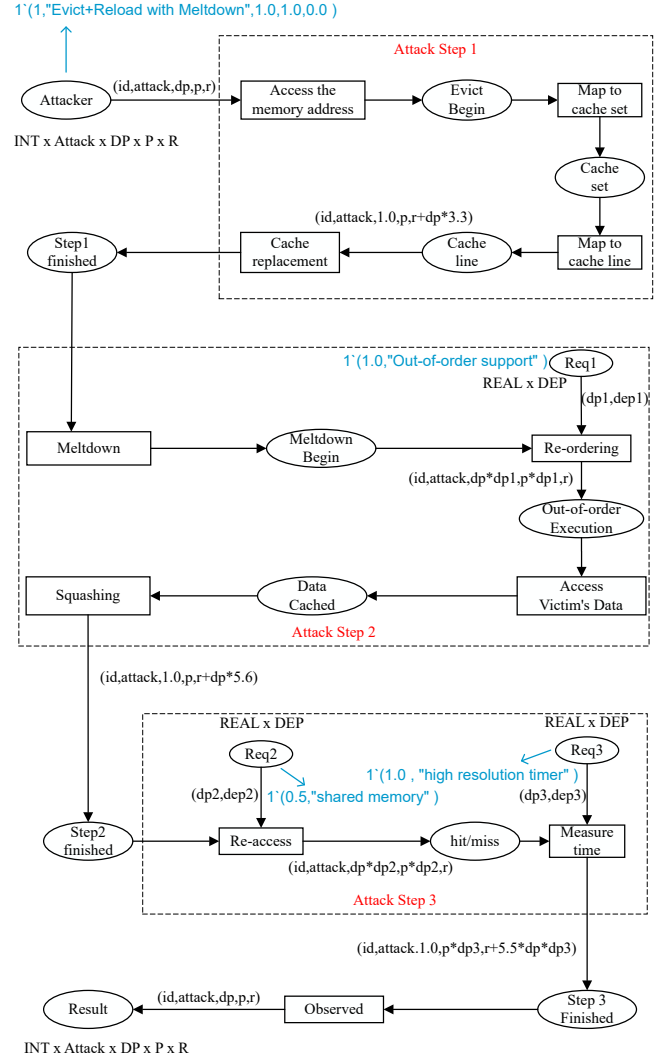 1`(1,"Evict+Reload with Meltdown",1.0,1.0,0.0 )
Attack Step 1
Attacker
(id,attack,dp,p,r)
Access the
memory address
Evict
Begin
Map to
cache set
INT x Attack x DP x P x R
Cache
set
(id,attack,1.0,p,r+dp*3.3)
Step1
finished
Cache
replacement
Cache
line
Map to
cache line
1`(1.0,"Out-of-order support" )
Req1
REAL x DEP
(dp1,dep1)
Meltdown
Meltdown
Begin
Re-ordering
(id,attack,dp*dp1,p*dp1,r)
Out-of-order
Execution
Squashing
Data
Cached
Access
Victim's Data
Attack Step 2
(id,attack,1.0,p,r+dp*5.6)
REAL x DEP
REAL x DEP
Req2
Req3
1`(1.0 , "high resolution timer" )
(dp2,dep2)
1`(0.5,"shared memory" )
(dp3,dep3)
Step2
finished
Re-access
hit/miss
Measure
time
(id,attack,dp*dp2,p*dp2,r)
Attack Step 3
(id,attack.1.0,p*dp3,r+5.5*dp*dp3)
Result
(id,attack,dp,p,r)
Observed
Step 3
Finished
INT x Attack x DP x P x R